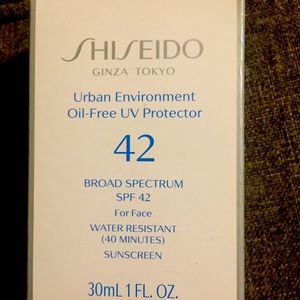 SHISEIDO
GINZA TOKYO
Urban Environment
Oil-Free UV Protector
42
BROAD SPECTRUM
SPF 42
For Face
WATER RESISTANT
(40 MINUTES)
SUNSCREEN
30mL 1 FL. OZ.